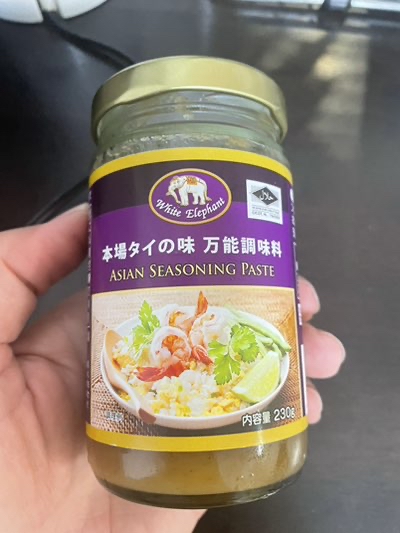 White Elephant
本場タイの味 万能調味料
ASIAN SEASONING PASTE
内容量 230g